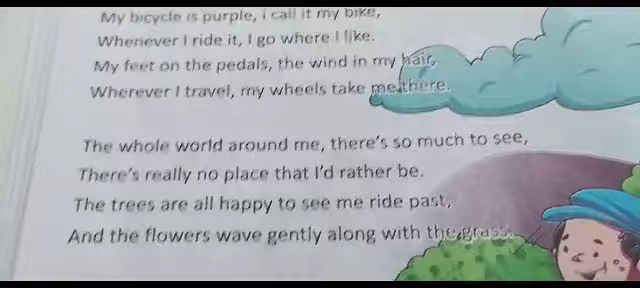 My bicycle is purple, i call it my bike,
Whenever I ride it, I go where I like.
My feet on the pedals, the wind in my hair,
Wherever I travel, my wheels take me there.
The whole world around me, there's so much to see,
There's really no place that I'd rather be.
The trees are all happy to see me ride past,
And the flowers wave gently along with the grass.